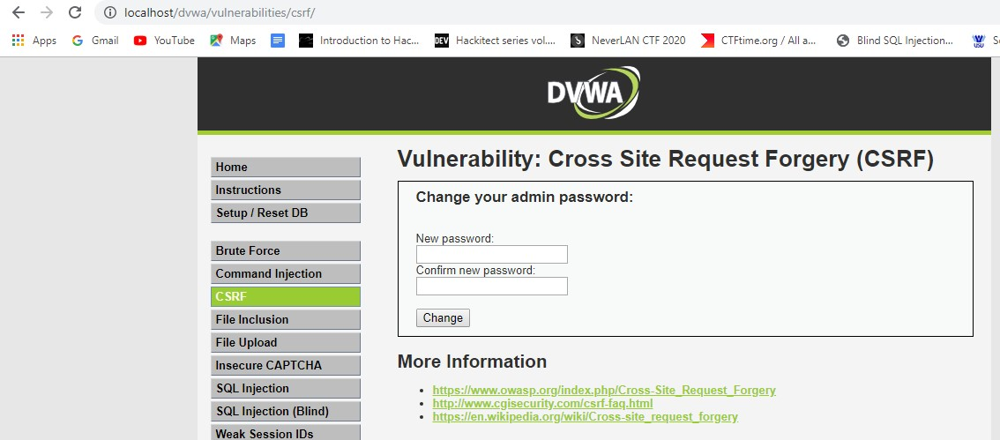 localhost/dvwa/vulnerabilities/csrf/
Apps Gmail YouTube Maps Introduction to Hac... DEV Hackitect series vol.... NeverLAN CTF 2020 CTFtime.org / All a... Blind SQL Injection... USU
DVWA
Vulnerability: Cross Site Request Forgery (CSRF)
Change your admin password:
New password:
Confirm new password:
Change
More Information
https://www.owasp.org/index.php/Cross-Site_Request_Forgery
http://www.cgisecurity.com/csrf-faq.html
https://en.wikipedia.org/wiki/Cross-site_request_forgery
Home
Instructions
Setup / Reset DB
Brute Force
Command Injection
CSRF
File Inclusion
File Upload
Insecure CAPTCHA
SQL Injection
SQL Injection (Blind)
Weak Session IDs